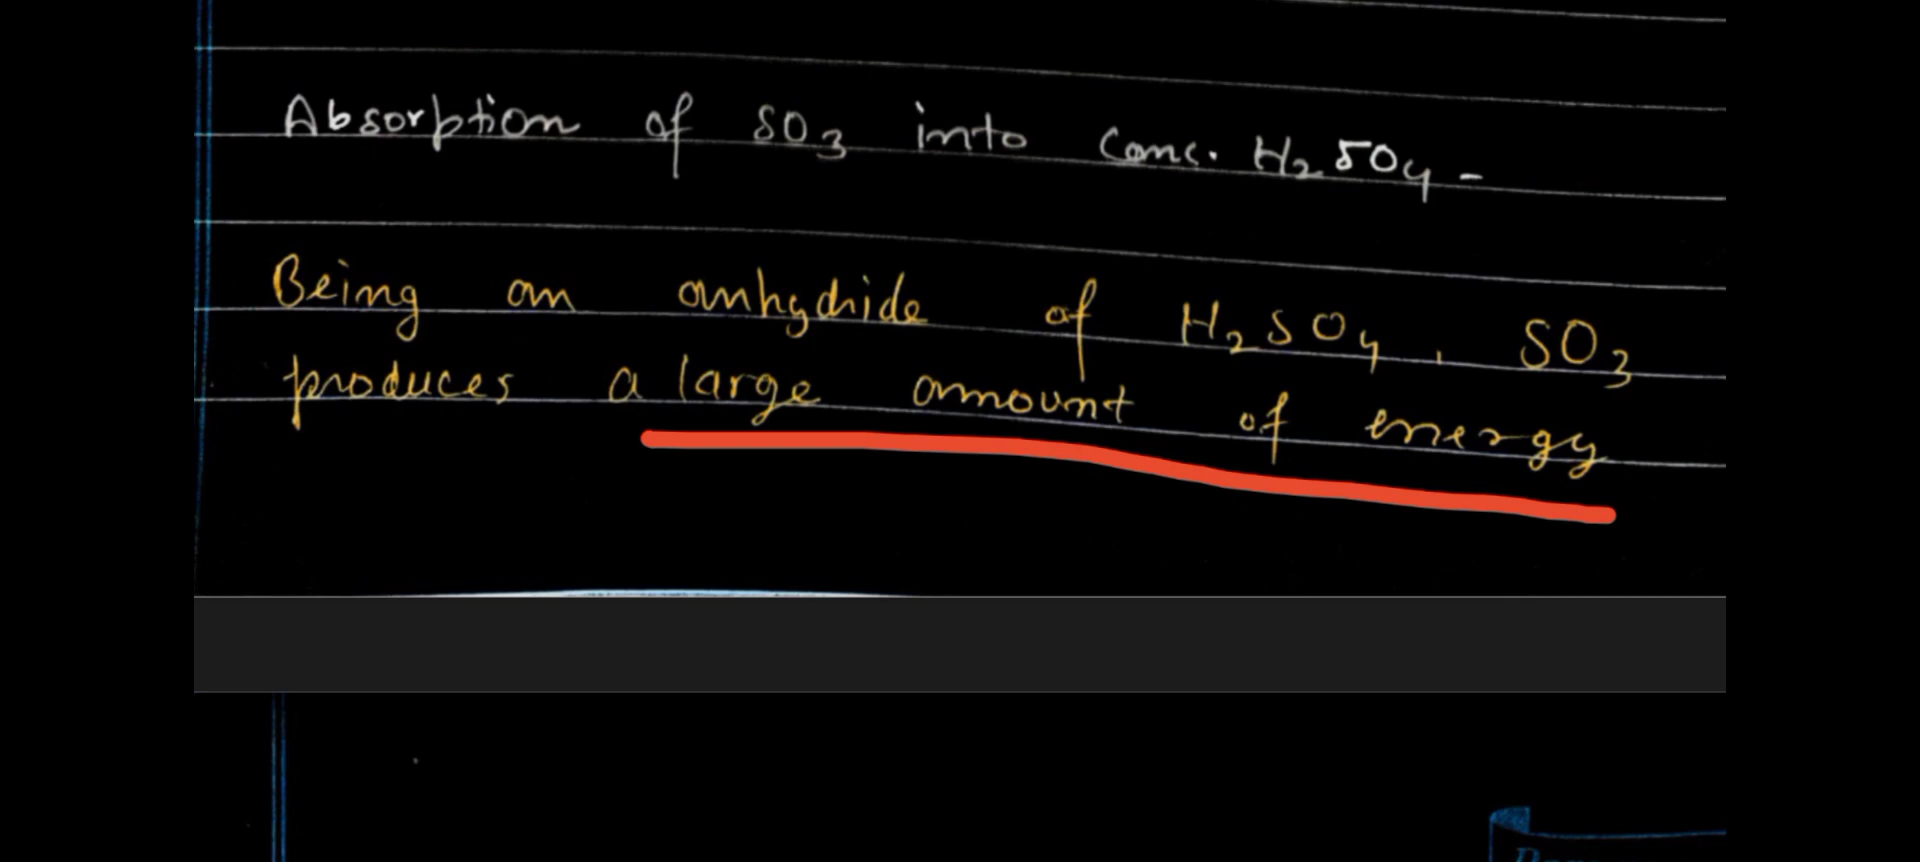 Absorption of SO3 into Conc. H2SO4 -
Being an anhydride of H2SO4, SO3
produces a large amount of energy